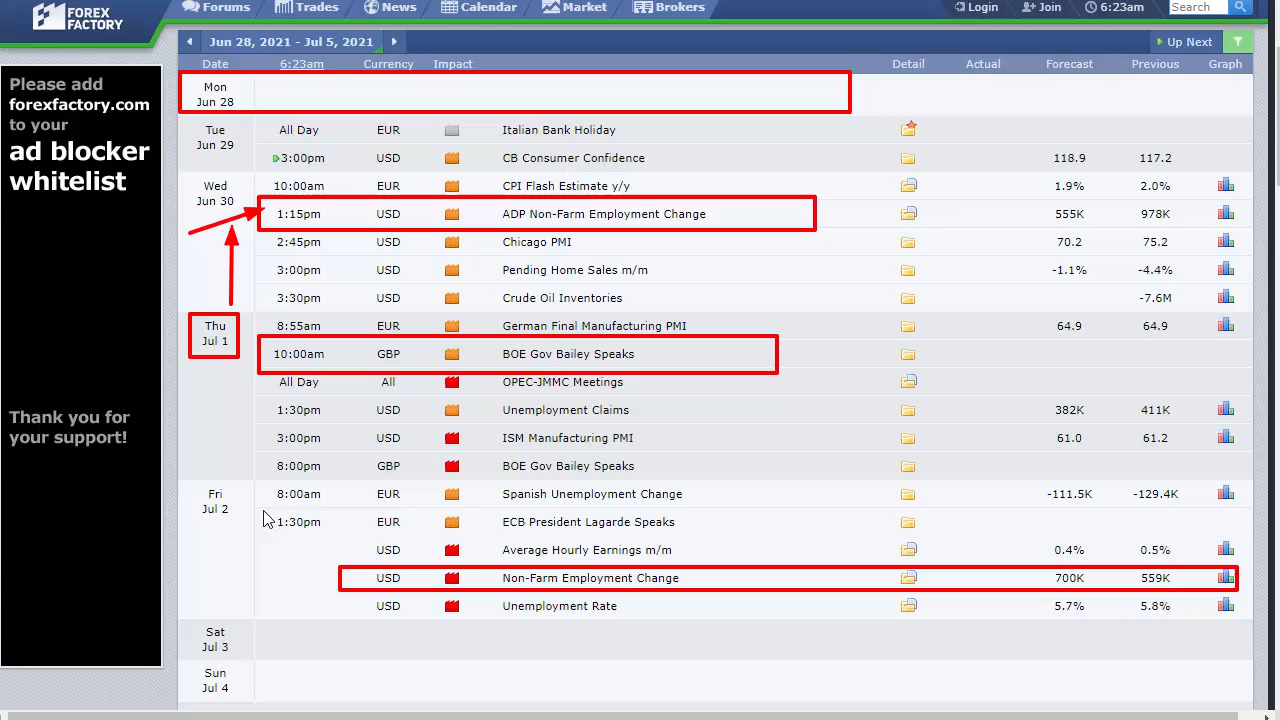 FOREX
FACTORY
Forums Trades News Calendar Market Brokers Login Join 6:23am Search
Jun 28, 2021 - Jul 5, 2021 Up Next
Date 6:23am Currency Impact Detail Actual Forecast Previous Graph
Please add
forexfactory.com
to your
ad blocker
whitelist
Thank you for
your support!
Mon
Jun 28
Tue All Day EUR Italian Bank Holiday
Jun 29
3:00pm USD CB Consumer Confidence 118.9 117.2
Wed 10:00am EUR CPI Flash Estimate y/y 1.9% 2.0%
Jun 30
1:15pm USD ADP Non-Farm Employment Change 555K 978K
2:45pm USD Chicago PMI 70.2 75.2
3:00pm USD Pending Home Sales m/m -1.1% -4.4%
3:30pm USD Crude Oil Inventories -7.6M
Thu 8:55am EUR German Final Manufacturing PMI 64.9 64.9
Jul 1
10:00am GBP BOE Gov Bailey Speaks
All Day All OPEC-JMMC Meetings
1:30pm USD Unemployment Claims 382K 411K
3:00pm USD ISM Manufacturing PMI 61.0 61.2
8:00pm GBP BOE Gov Bailey Speaks
Fri 8:00am EUR Spanish Unemployment Change -111.5K -129.4K
Jul 2
1:30pm EUR ECB President Lagarde Speaks
USD Average Hourly Earnings m/m 0.4% 0.5%
USD Non-Farm Employment Change 700K 559K
USD Unemployment Rate 5.7% 5.8%
Sat
Jul 3
Sun
Jul 4